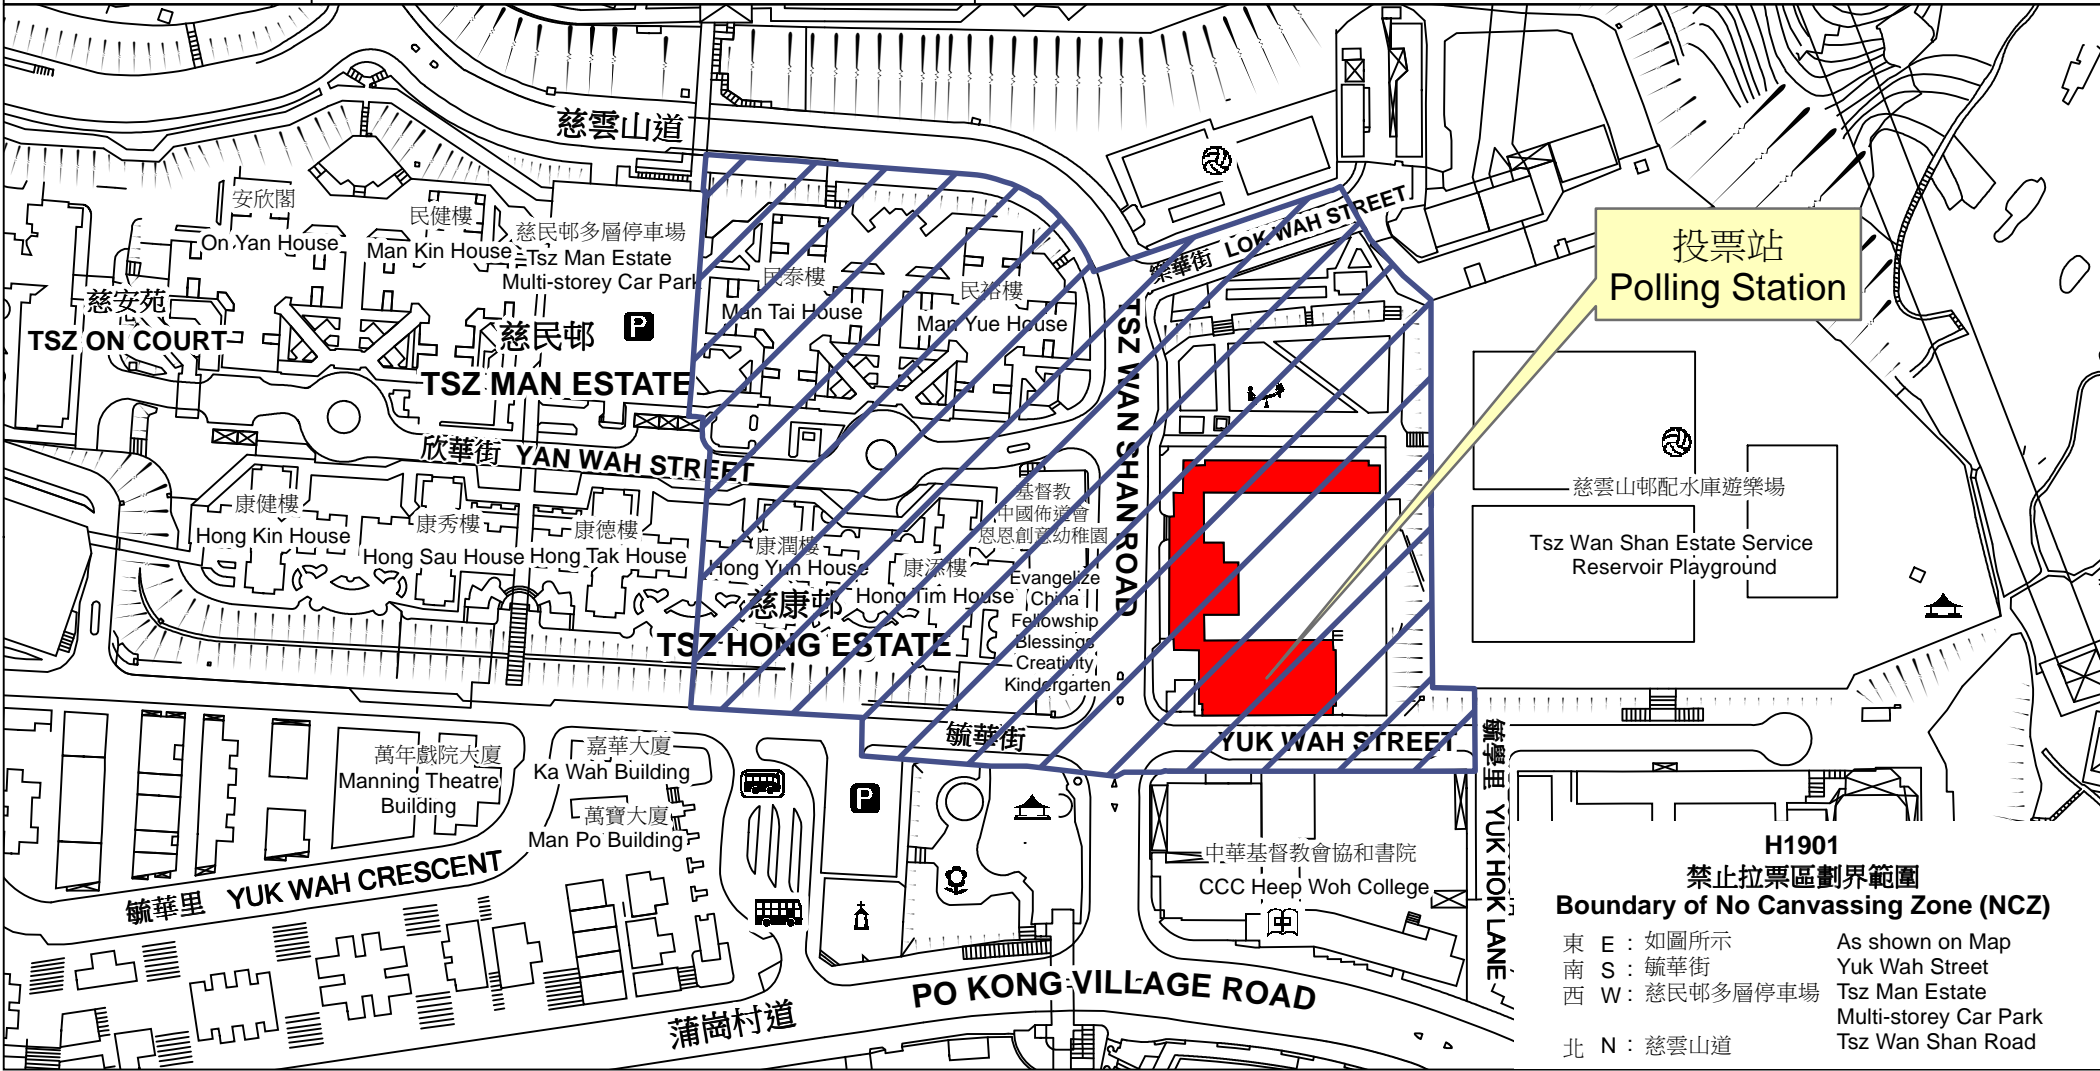 慈雲山道
安欣閣
On Yan House
民健樓
Man Kin House
慈民邨多層停車場
Tsz Man Estate
Multi-storey Car Park
民泰樓
Man Tai House
民裕樓
Man Yue House
樂華街 LOK WAH STREET
投票站
Polling Station
慈安苑
TSZ ON COURT
慈民邨
P
TSZ MAN ESTATE
TSZ WAN SHAN ROAD
欣華街 YAN WAH STREET
康健樓
Hong Kin House
康秀樓
Hong Sau House
康德樓
Hong Tak House
康潤樓
Hong Yun House
康添樓
Hong Tim House
慈康邨
TSZ HONG ESTATE
基督教
中國佈道會
恩恩創意幼稚園
Evangelize
China
Fellowship
Blessings
Creativity
Kindergarten
慈雲山邨配水庫遊樂場
Tsz Wan Shan Estate Service
Reservoir Playground
毓華街
YUK WAH STREET
毓學里 YUK HOK LANE
萬年戲院大廈
Manning Theatre
Building
嘉華大廈
Ka Wah Building
萬寶大廈
Man Po Building
P
毓華里 YUK WAH CRESCENT
中華基督教會協和書院
CCC Heep Woh College
蒲崗村道
PO KONG VILLAGE ROAD
H1901
禁止拉票區劃界範圍
Boundary of No Canvassing Zone (NCZ)
東 E : 如圖所示 As shown on Map
南 S : 毓華街 Yuk Wah Street
西 W : 慈民邨多層停車場 Tsz Man Estate
Multi-storey Car Park
北 N : 慈雲山道 Tsz Wan Shan Road